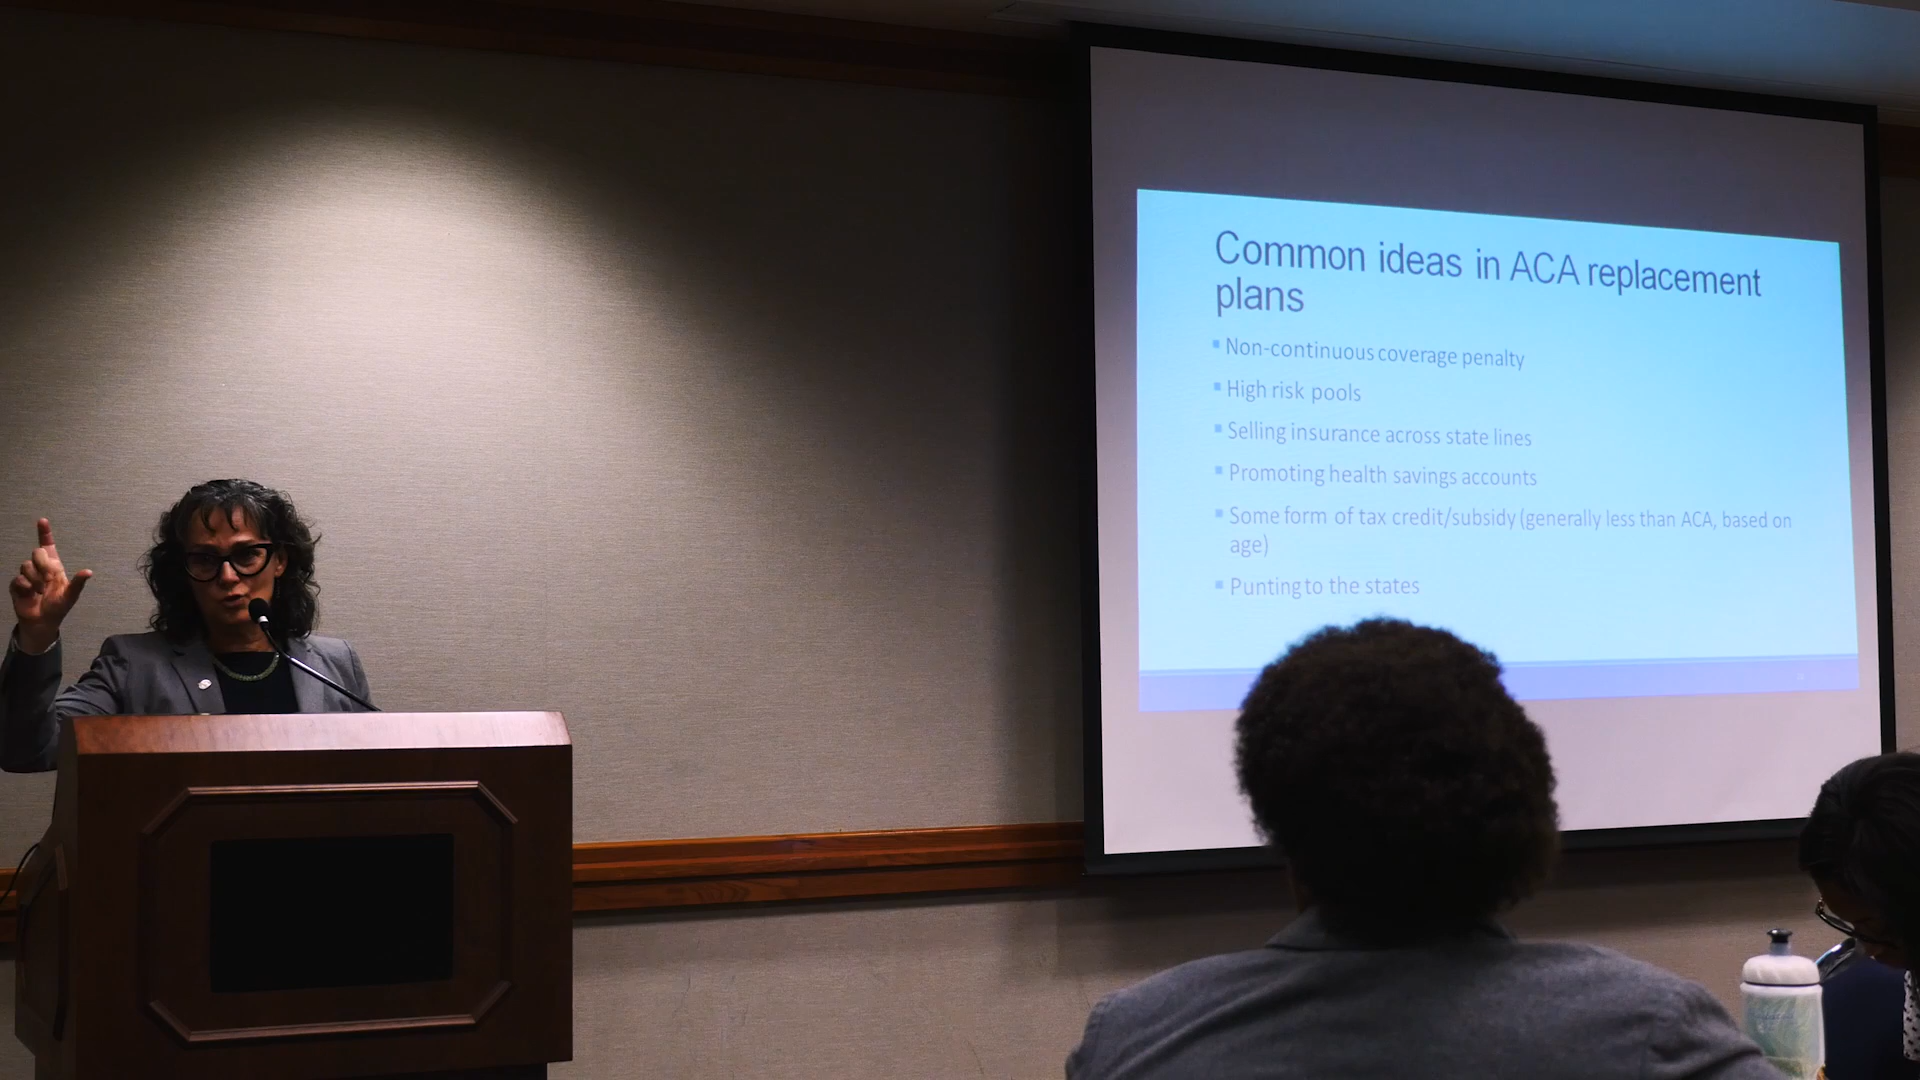 Common ideas in ACA replacement
plans
▪ Non-continuous coverage penalty
▪ High risk pools
▪ Selling insurance across state lines
▪ Promoting health savings accounts
▪ Some form of tax credit/subsidy (generally less than ACA, based on
age)
▪ Punting to the states